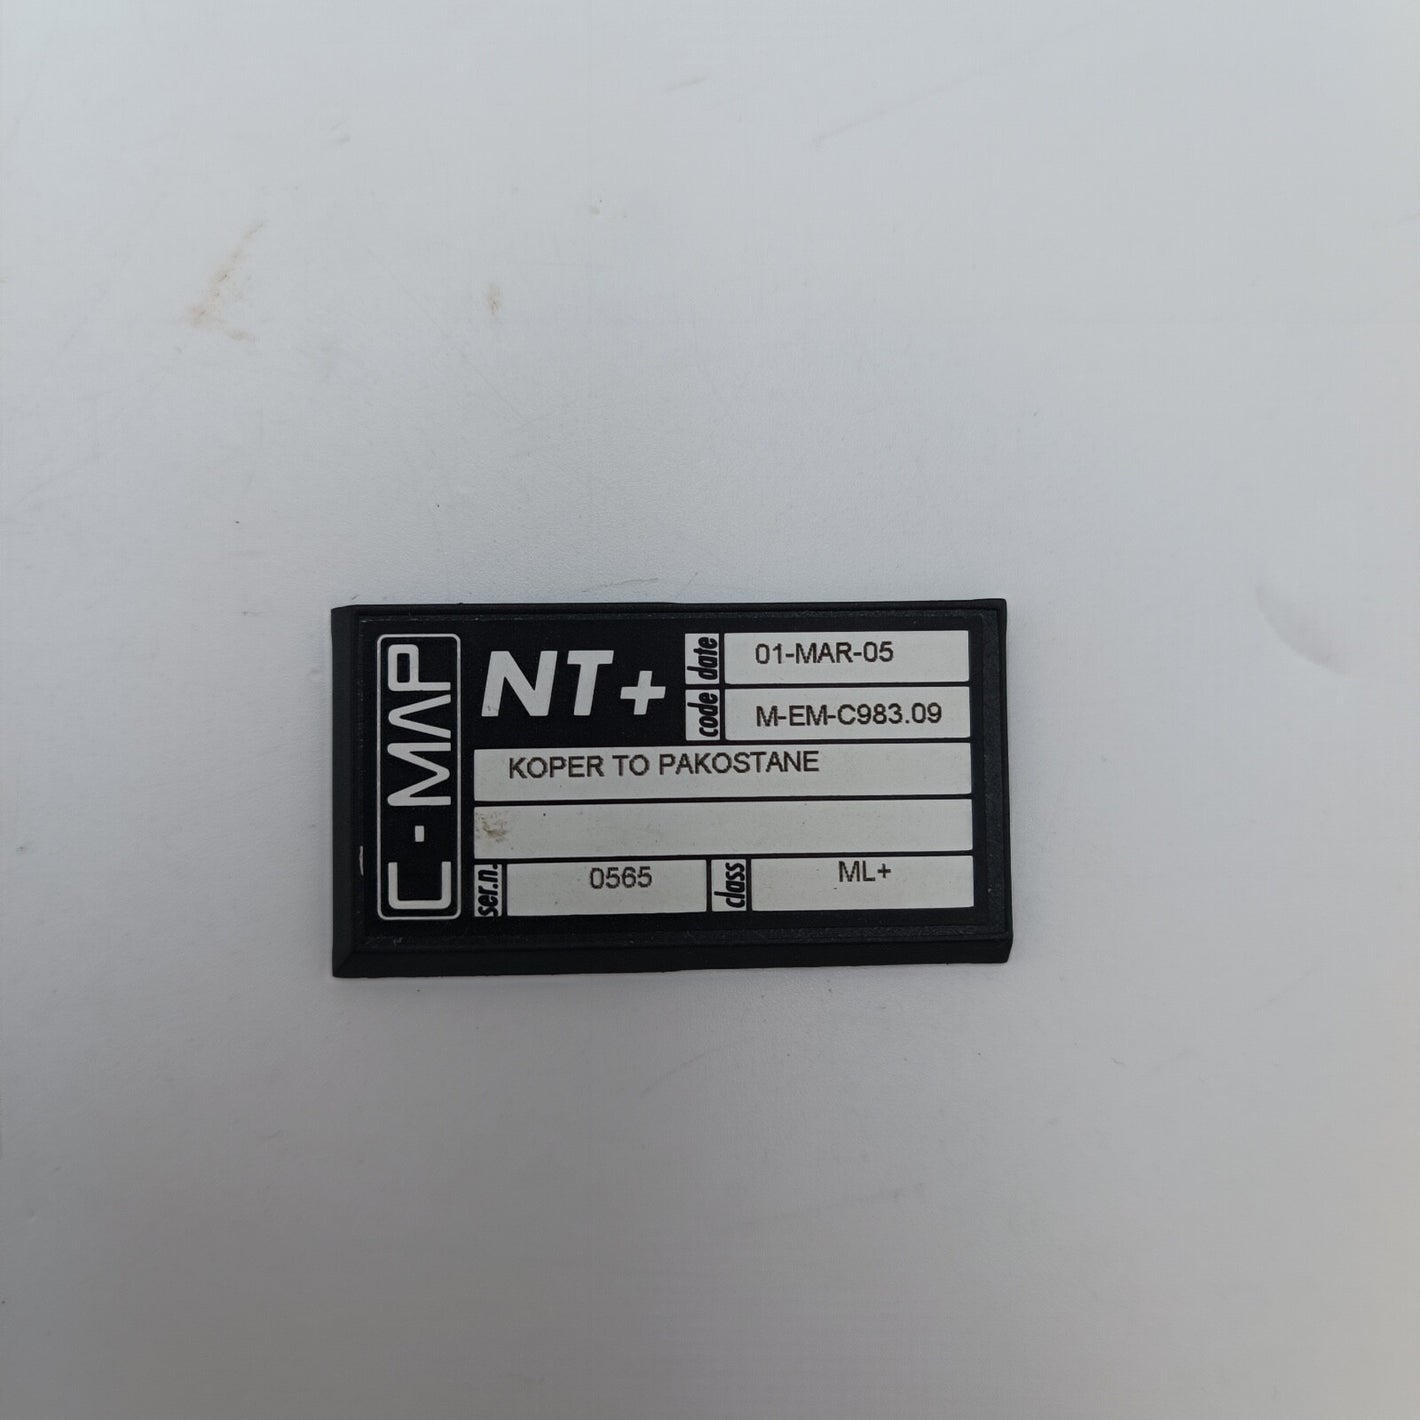 C-MAP
NT+
date 01-MAR-05
code M-EM-C983.09
KOPER TO PAKOSTANE
ser.n. 0565 class ML+